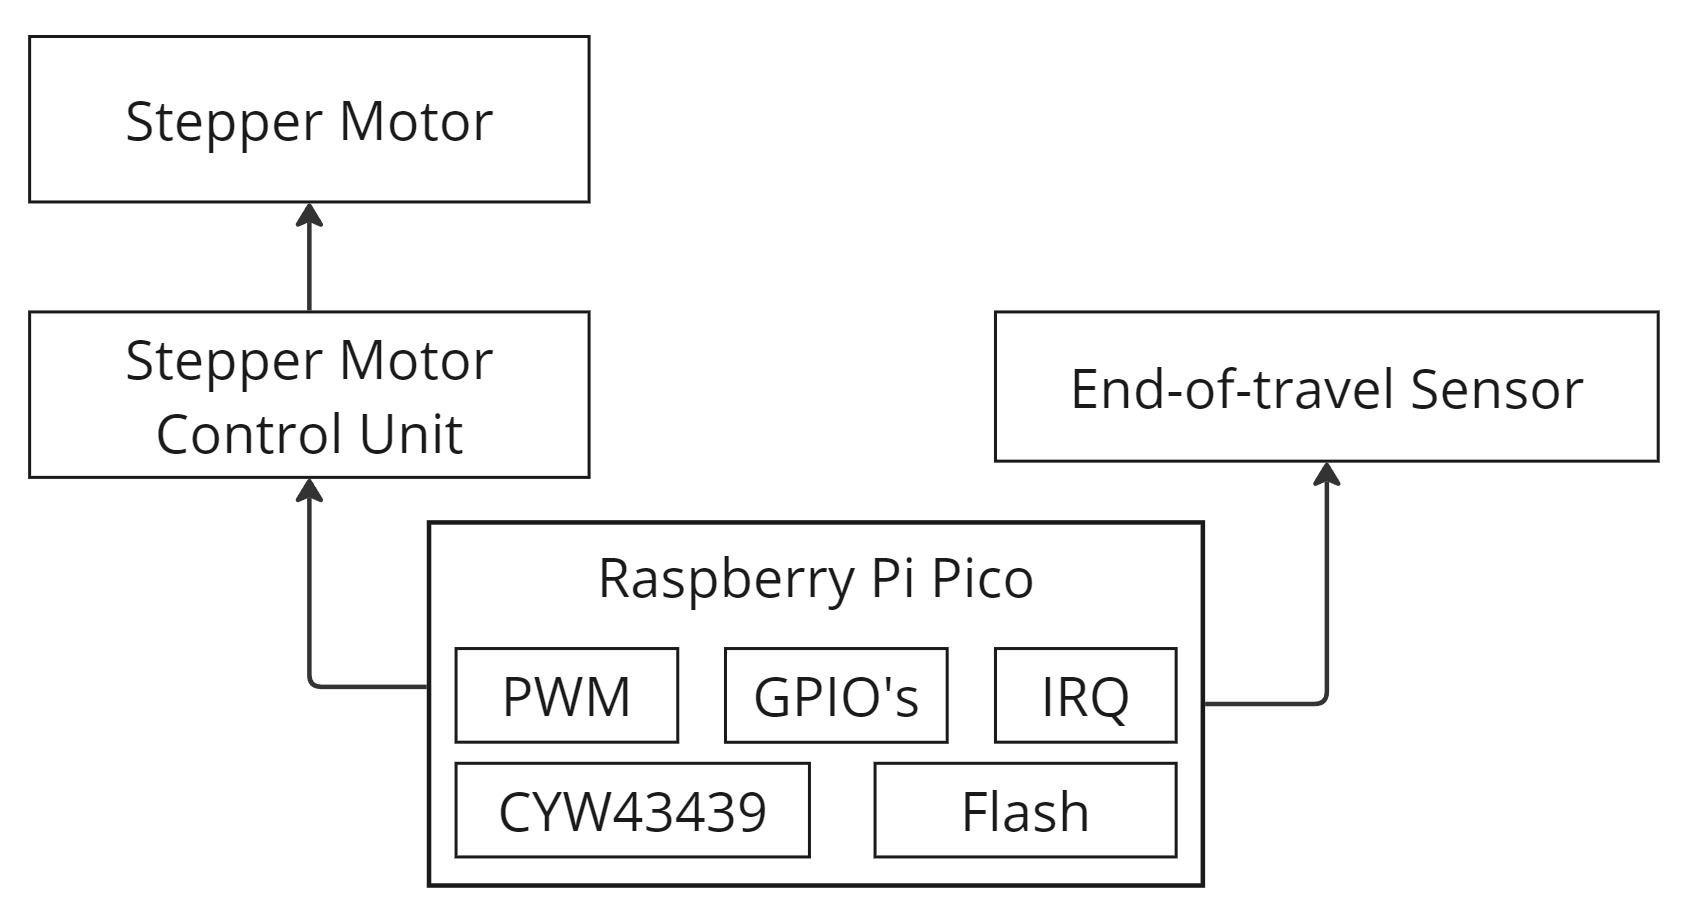 Stepper Motor
Stepper Motor
Control Unit
End-of-travel Sensor
Raspberry Pi Pico
PWM
GPIO's
IRQ
CYW43439
Flash